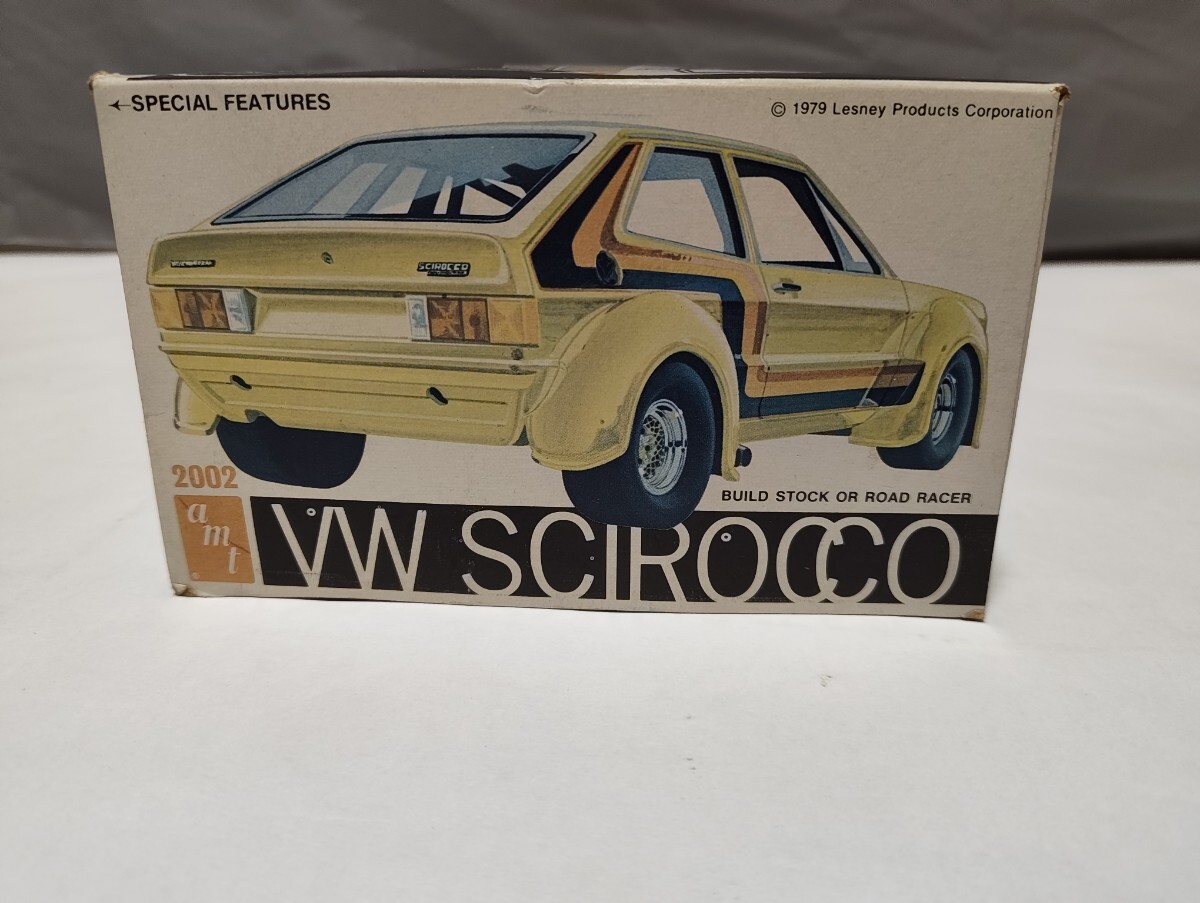 ←SPECIAL FEATURES
© 1979 Lesney Products Corporation
SCIROCCO
2002
amt
BUILD STOCK OR ROAD RACER
VW SCIROCCO